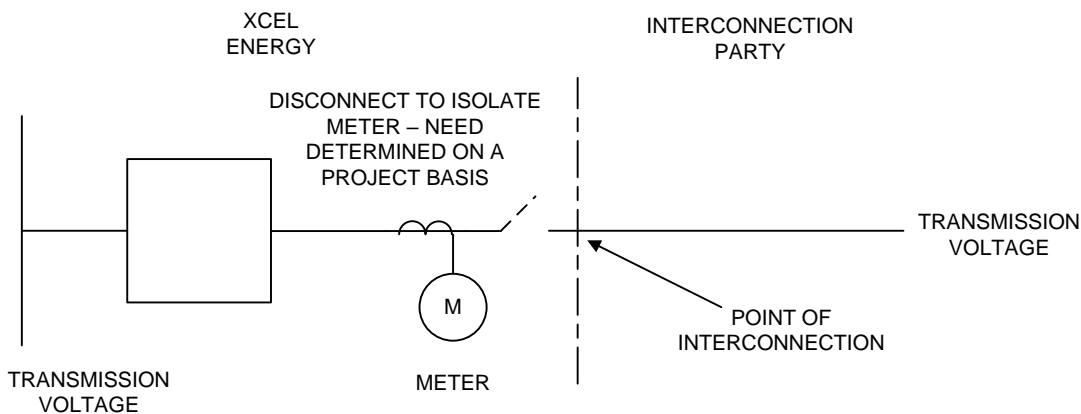 XCEL
ENERGY
INTERCONNECTION
PARTY
DISCONNECT TO ISOLATE
METER – NEED
DETERMINED ON A
PROJECT BASIS
TRANSMISSION
VOLTAGE
M
POINT OF
INTERCONNECTION
METER
TRANSMISSION
VOLTAGE